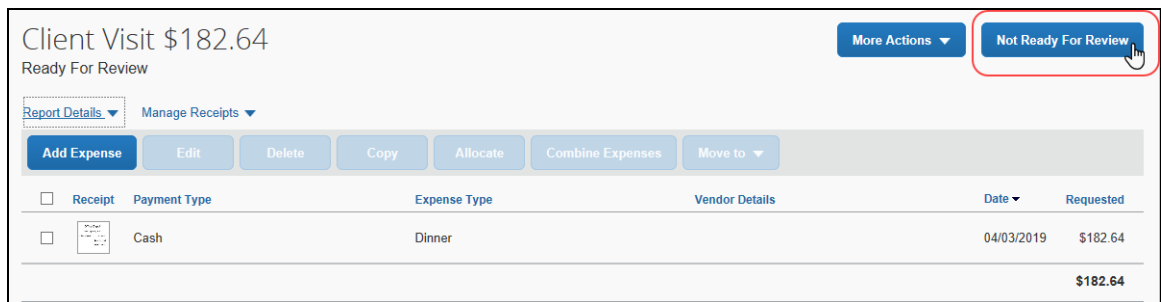 Client Visit $182.64
More Actions
Not Ready For Review
Ready For Review
Report Details
Manage Receipts
Add Expense Edit Delete Copy Allocate Combine Expenses Move to
Receipt Payment Type Expense Type Vendor Details Date Requested
Cash Dinner 04/03/2019 $182.64
$182.64